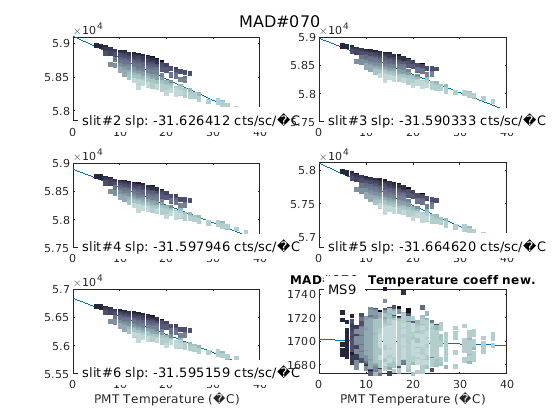 MAD#070
×10⁴ ×10⁴
5.9 5.9
5.85 5.85
5.8 5.8
5.75
slit#2 slp: -31.626412 cts/sc/�C slit#3 slp: -31.590333 cts/sc/�C
0 10 20 30 40 0 10 20 30 40
×10⁴ ×10⁴
5.9 5.8
5.85
5.8 5.75
5.75 5.7
slit#4 slp: -31.597946 cts/sc/�C slit#5 slp: -31.664620 cts/sc/�C
0 10 20 30 40 0 10 20 30 40
Temperature coeff new.
×10⁴ MS9
5.7 1740
5.65 1720
5.6 1700
5.55 1680
slit#6 slp: -31.595159 cts/sc/�C
0 10 20 30 40 0 10 20 30 40
PMT Temperature (�C) PMT Temperature (�C)